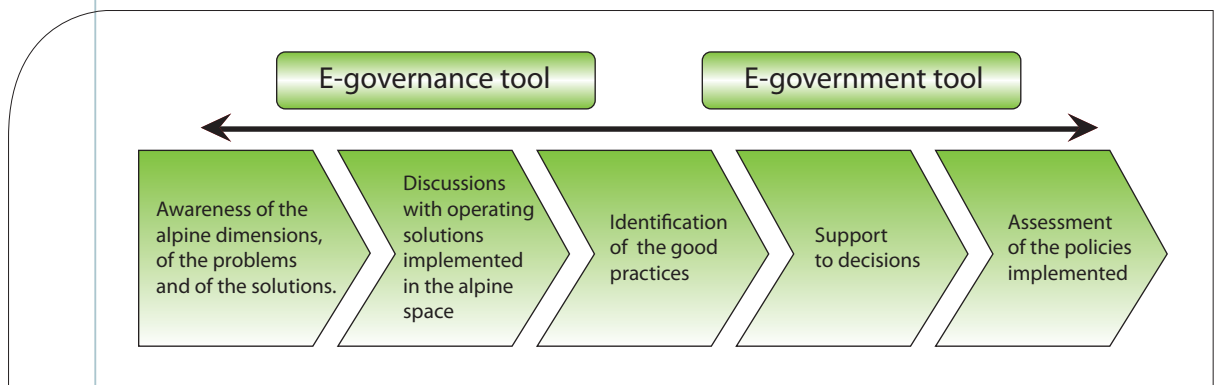 E-governance tool
E-government tool
Awareness of the
alpine dimensions,
of the problems
and of the solutions.
Discussions
with operating
solutions
implemented
in the alpine
space
Identification
of the good
practices
Support
to decisions
Assessment
of the policies
implemented